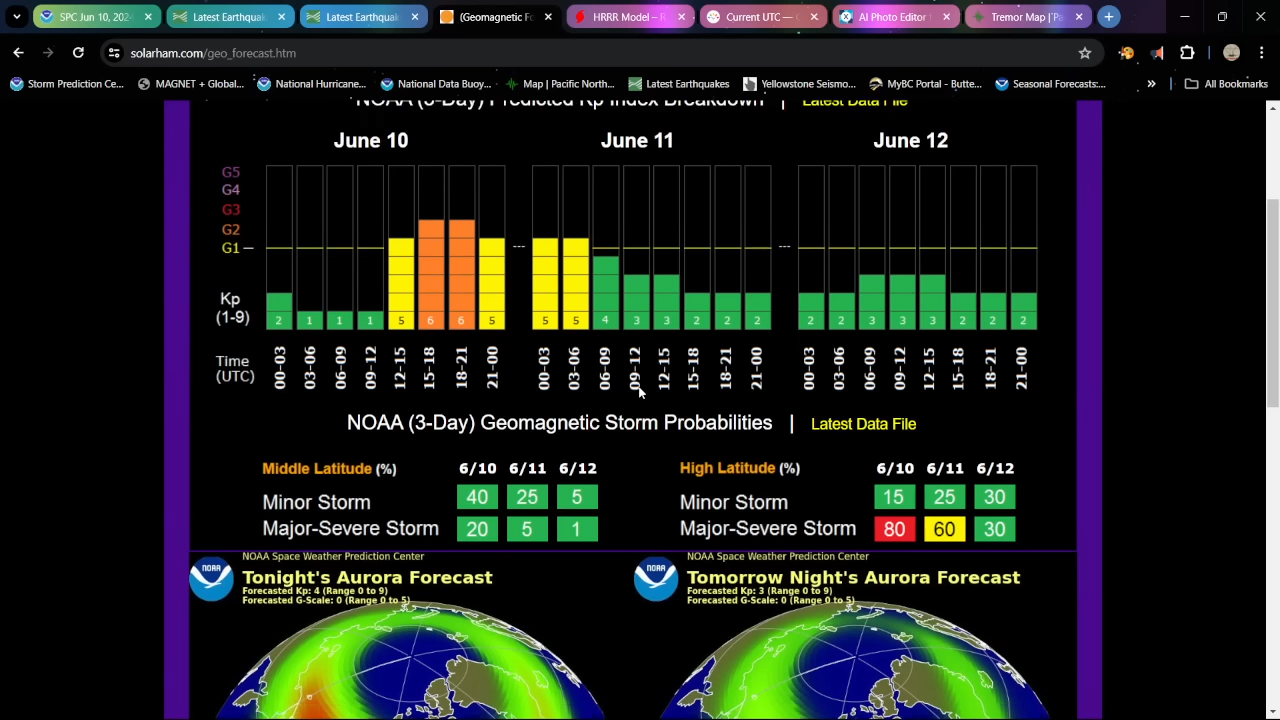 SPC Jun 10, 202
Latest Earthquak
Latest Earthquak
(Geomagnetic Fo
HRRR Model – R
Current UTC —
AI Photo Editor
Tremor Map | Pa
solarham.com/geo_forecast.htm
Storm Prediction Ce...
MAGNET + Global...
National Hurricane...
National Data Buoy...
Map | Pacific North...
Latest Earthquakes
Yellowstone Seismo...
MyBC Portal - Butte...
Seasonal Forecasts:...
All Bookmarks
NOAA (3-Day) Predicted Kp Index Breakdown | Latest Data File
June 10 June 11 June 12
G5
G4
G3
G2
G1
Kp
(1-9)
2 1 1 1 5 6 6 5 5 5 4 3 3 2 2 2 2 2 3 3 3 2 2 2
Time
(UTC)
00-03 03-06 06-09 09-12 12-15 15-18 18-21 21-00 00-03 03-06 06-09 09-12 12-15 15-18 18-21 21-00 00-03 03-06 06-09 09-12 12-15 15-18 18-21 21-00
NOAA (3-Day) Geomagnetic Storm Probabilities | Latest Data File
Middle Latitude (%) 6/10 6/11 6/12
Minor Storm 40 25 5
Major-Severe Storm 20 5 1
High Latitude (%) 6/10 6/11 6/12
Minor Storm 15 25 30
Major-Severe Storm 80 60 30
NOAA
NOAA Space Weather Prediction Center
Tonight's Aurora Forecast
Forecasted Kp: 4 (Range 0 to 9)
Forecasted G-Scale: 0 (Range 0 to 5)
NOAA
NOAA Space Weather Prediction Center
Tomorrow Night's Aurora Forecast
Forecasted Kp: 3 (Range 0 to 9)
Forecasted G-Scale: 0 (Range 0 to 5)